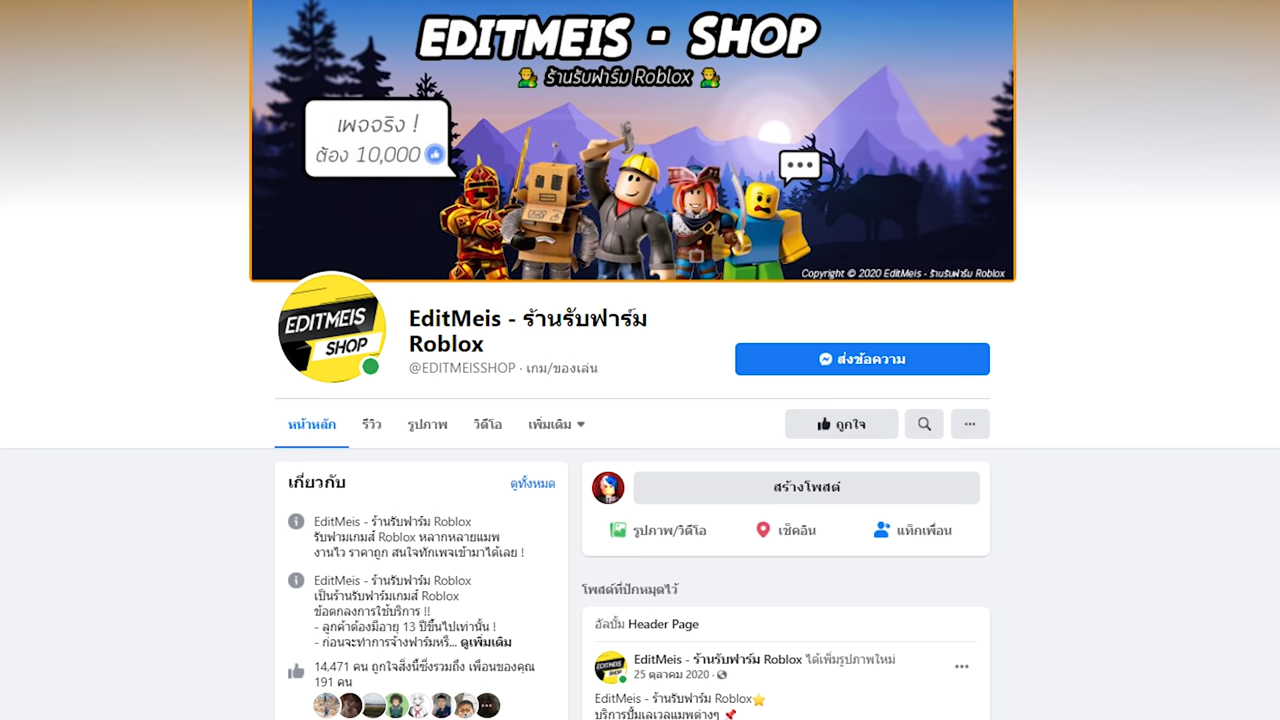 EDITMEIS - SHOP
ร้านรับฟาร์ม Roblox
เพจจริง !
ต้อง 10,000
Copyright © 2020 EditMeis - ร้านรับฟาร์ม Roblox
EDITMEIS
SHOP
EditMeis - ร้านรับฟาร์ม
Roblox
@EDITMEISSHOP · เกม/ของเล่น
ส่งข้อความ
หน้าหลัก รีวิว รูปภาพ วิดีโอ เพิ่มเติม
ถูกใจ
เกี่ยวกับ
ดูทั้งหมด
EditMeis - ร้านรับฟาร์ม Roblox
รับฟามเกมส์ Roblox หลากหลายแมพ
งานไว ราคาถูก สนใจทักเพจเข้ามาได้เลย !
EditMeis - ร้านรับฟาร์ม Roblox
เป็นร้านรับฟาร์มเกมส์ Roblox
ข้อตกลงการใช้บริการ !!
- ลูกค้าต้องมีอายุ 13 ปีขึ้นไปเท่านั้น !
- ก่อนจะทำการจ้างฟาร์มหรื... ดูเพิ่มเติม
14,471 คน ถูกใจสิ่งนี้ซึ่งรวมถึง เพื่อนของคุณ
191 คน
สร้างโพสต์
รูปภาพ/วิดีโอ เช็คอิน แท็กเพื่อน
โพสต์ที่ปักหมุดไว้
อัลบั้ม Header Page
EDITMEIS
SHOP
EditMeis - ร้านรับฟาร์ม Roblox ได้เพิ่มรูปภาพใหม่
25 ตุลาคม 2020 ·
EditMeis - ร้านรับฟาร์ม Roblox⭐
บริการปั้มเลเวลแมพต่างๆ 📌